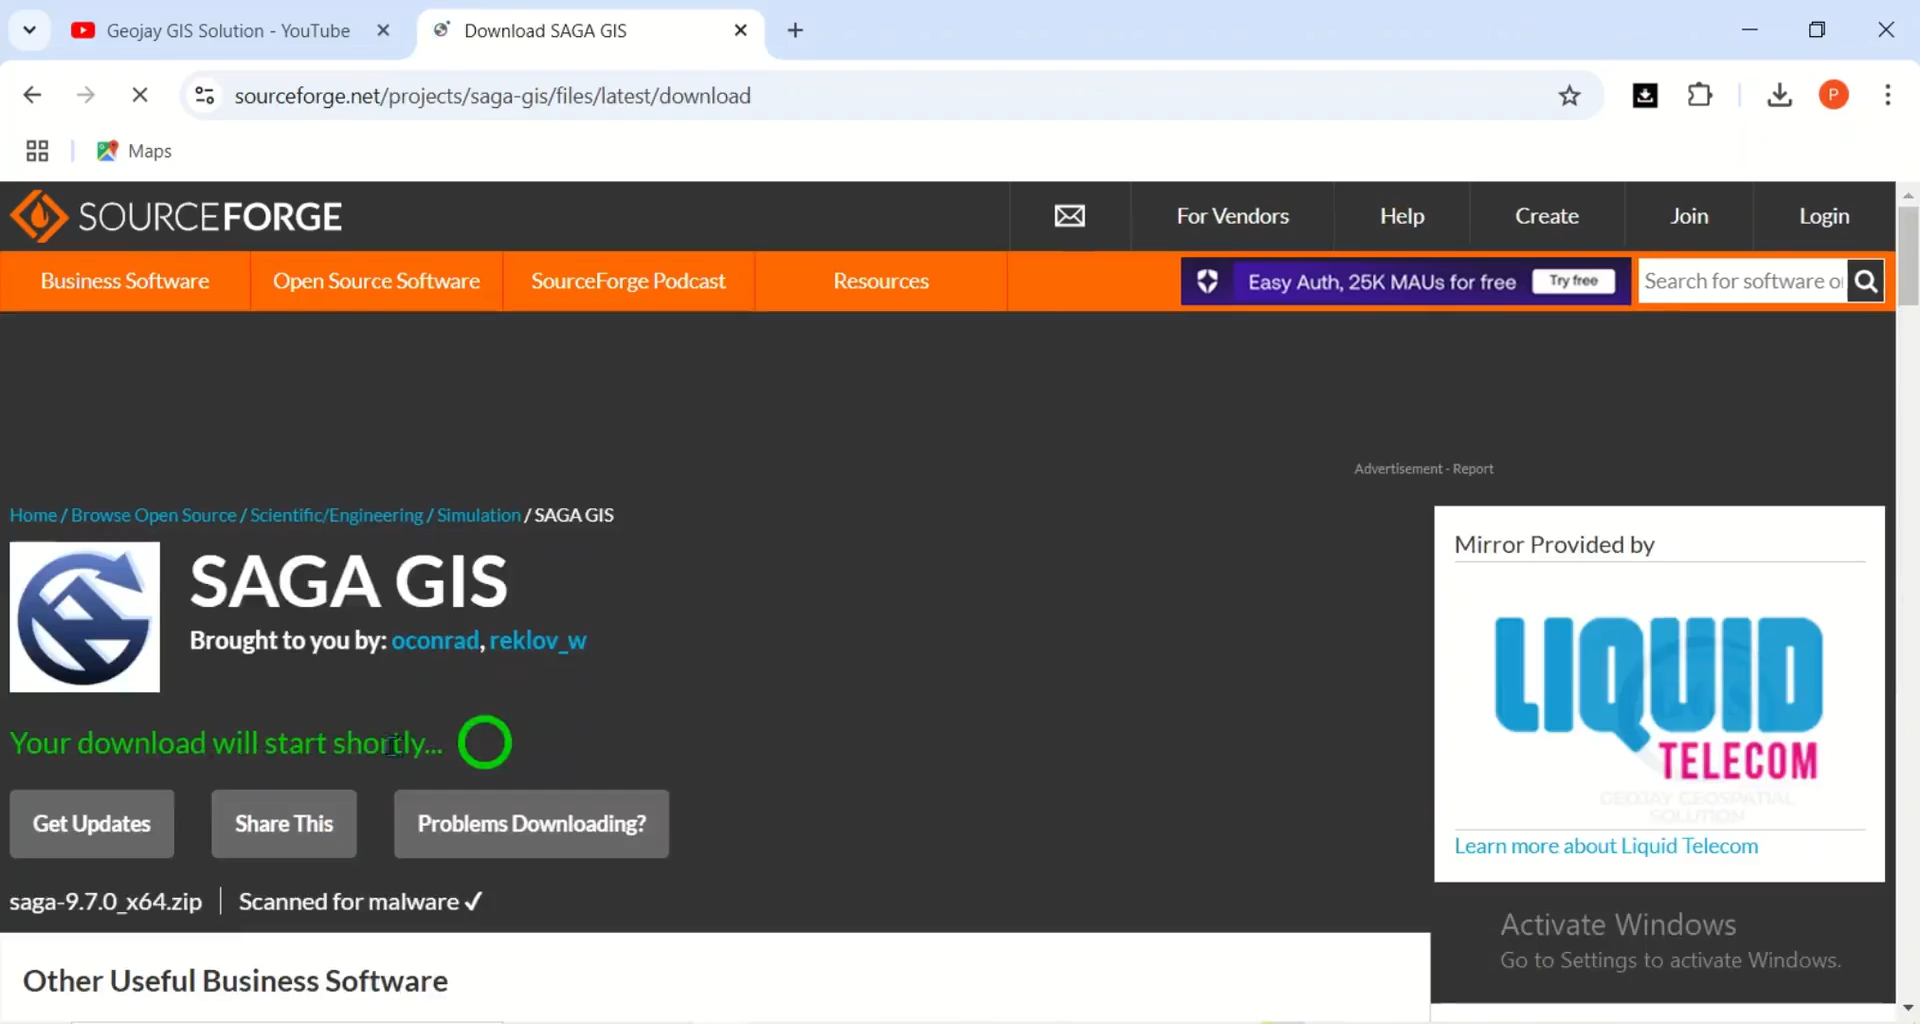 Geojay GIS Solution - YouTube
Download SAGA GIS
sourceforge.net/projects/saga-gis/files/latest/download
P
Maps
SOURCEFORGE
For Vendors
Help
Create
Join
Login
Business Software
Open Source Software
SourceForge Podcast
Resources
Easy Auth, 25K MAUs for free
Try free
Search for software o
Advertisement - Report
Home / Browse Open Source / Scientific/Engineering / Simulation / SAGA GIS
SAGA GIS
Brought to you by: oconrad, reklov_w
Your download will start shortly...
Get Updates
Share This
Problems Downloading?
saga-9.7.0_x64.zip
Scanned for malware ✓
Mirror Provided by
LIQUID
TELECOM
GEOJAY GEOSPATIAL
SOLUTION
Learn more about Liquid Telecom
Activate Windows
Go to Settings to activate Windows.
Other Useful Business Software